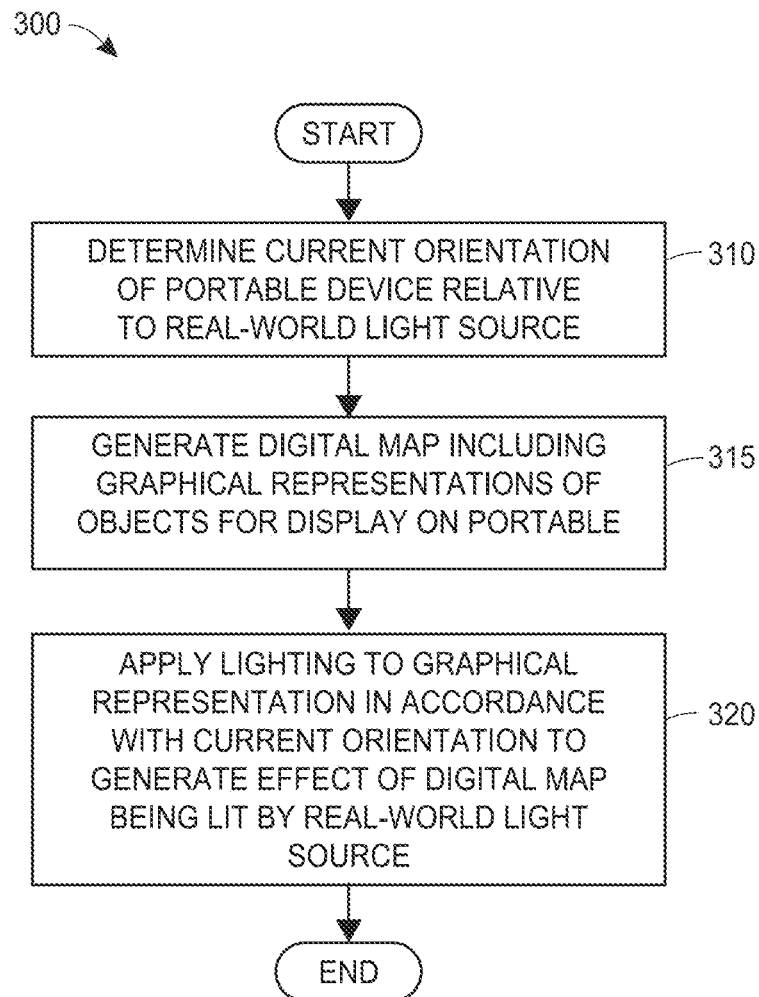 300
START
DETERMINE CURRENT ORIENTATION
OF PORTABLE DEVICE RELATIVE
TO REAL-WORLD LIGHT SOURCE
310
GENERATE DIGITAL MAP INCLUDING
GRAPHICAL REPRESENTATIONS OF
OBJECTS FOR DISPLAY ON PORTABLE
315
APPLY LIGHTING TO GRAPHICAL
REPRESENTATION IN ACCORDANCE
WITH CURRENT ORIENTATION TO
GENERATE EFFECT OF DIGITAL MAP
BEING LIT BY REAL-WORLD LIGHT
SOURCE
320
END